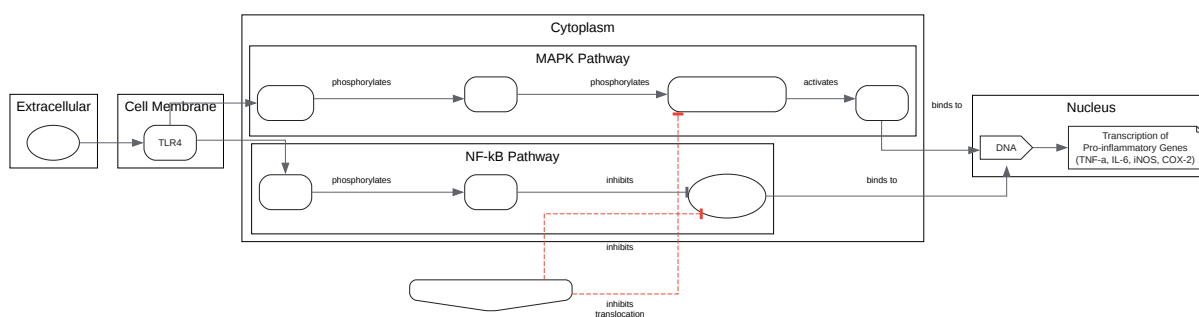 Cytoplasm
MAPK Pathway
phosphorylates
phosphorylates
activates
Extracellular
Cell Membrane
TLR4
binds to
Nucleus
DNA
Transcription of
Pro-inflammatory Genes
(TNF-a, IL-6, iNOS, COX-2)
NF-kB Pathway
phosphorylates
inhibits
binds to
inhibits
inhibits
translocation